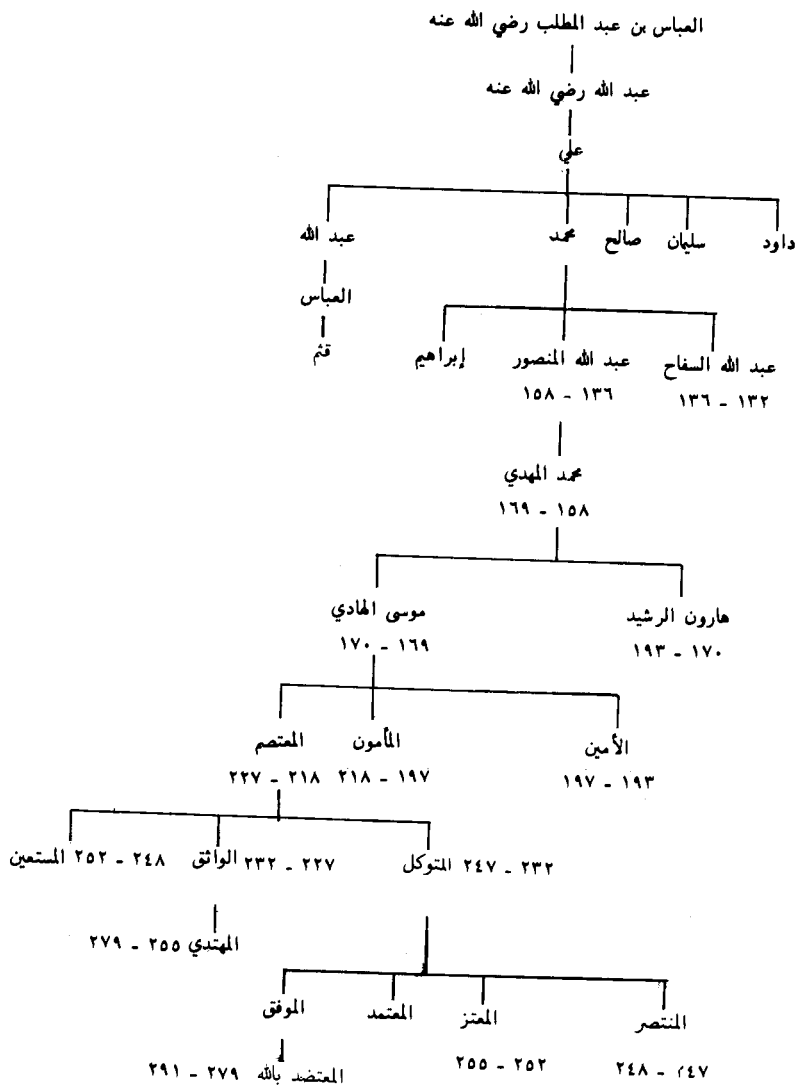 العباس بن عبد المطلب رضي الله عنه
عبد الله رضي الله عنه
علي
داود سليمان صالح محمد عبد الله
العباس
قثم
عبد الله السفاح عبد الله المنصور إبراهيم
١٣٢ - ١٣٦ ١٣٦ - ١٥٨
محمد المهدي
١٥٨ - ١٦٩
هارون الرشيد موسى الهادي
١٧٠ - ١٩٣ ١٦٩ - ١٧٠
الأمين المأمون المعتصم
١٩٣ - ١٩٧ ١٩٧ - ٢١٨ ٢١٨ - ٢٢٧
٢٣٢ - ٢٤٧ المتوكل ٢٢٧ - ٢٣٢ الواثق ٢٤٨ - ٢٥٢ المستعين
المهتدي ٢٥٥ - ٢٧٩
المنتصر المعتز المعتمد الموفق
٢٤٧ - ٢٤٨ ٢٥٢ - ٢٥٥
المعتضد بالله ٢٧٩ - ٢٩١